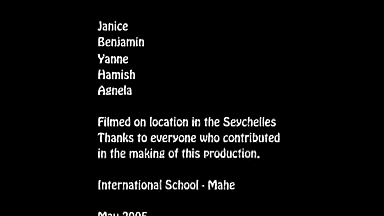 Janice
Benjamin
Yanne
Hamish
Agnela
Filmed on location in the Seychelles
Thanks to everyone who contributed
in the making of this production.
International School - Mahe
May 2005